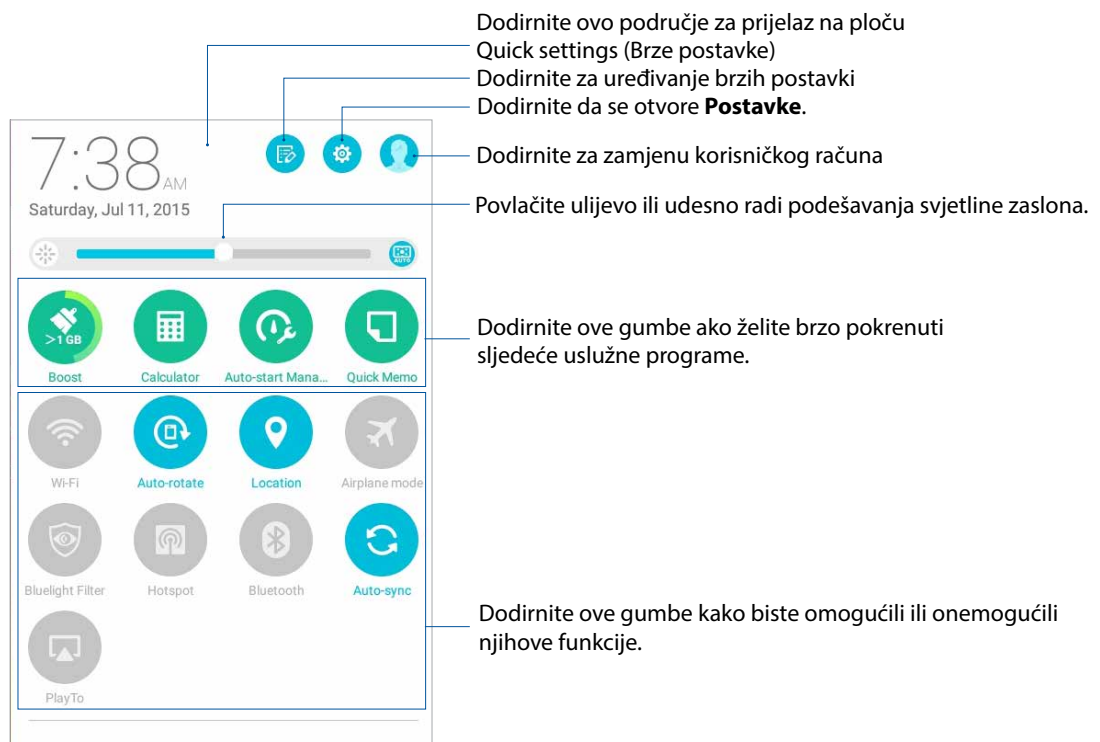 Dodirnite ovo područje za prijelaz na ploču
Quick settings (Brze postavke)
Dodirnite za uređivanje brzih postavki
Dodirnite da se otvore Postavke.
7:38 AM
Dodirnite za zamjenu korisničkog računa
Saturday, Jul 11, 2015
Povlačite ulijevo ili udesno radi podešavanja svjetline zaslona.
AUTO
>1 GB
Dodirnite ove gumbe ako želite brzo pokrenuti
sljedeće uslužne programe.
Boost Calculator Auto-start Mana... Quick Memo
Wi-Fi Auto-rotate Location Airplane mode
Bluelight Filter Hotspot Bluetooth Auto-sync
Dodirnite ove gumbe kako biste omogućili ili onemogućili
njihove funkcije.
PlayTo